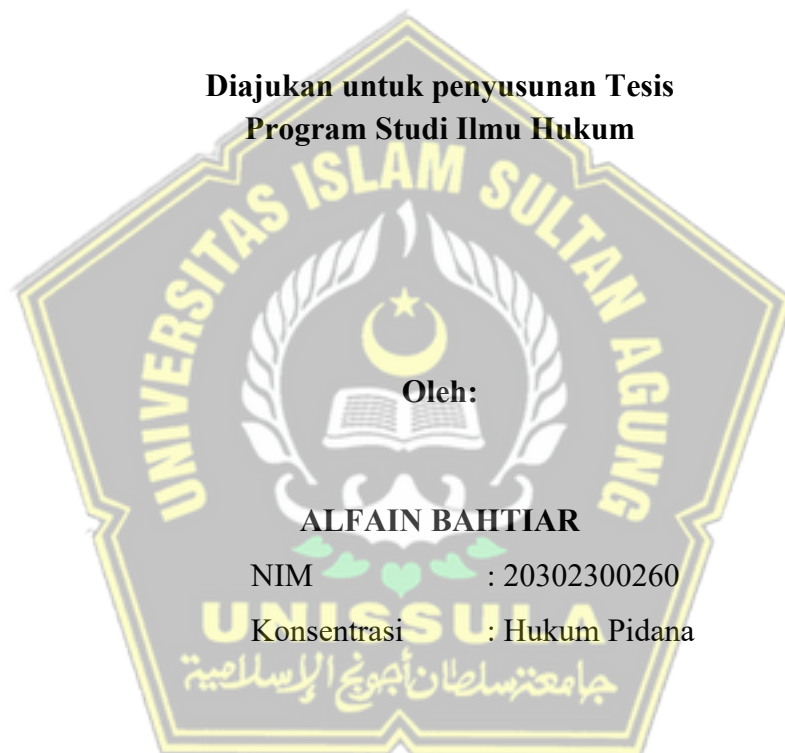 Diajukan untuk penyusunan Tesis
Program Studi Ilmu Hukum
UNIVERSITAS ISLAM SULTAN AGUNG
Oleh:
ALFAIN BAHTIAR
NIM : 20302300260
Konsentrasi : Hukum Pidana
UNISSULA
جامعة سلطان أجونج الإسلامية